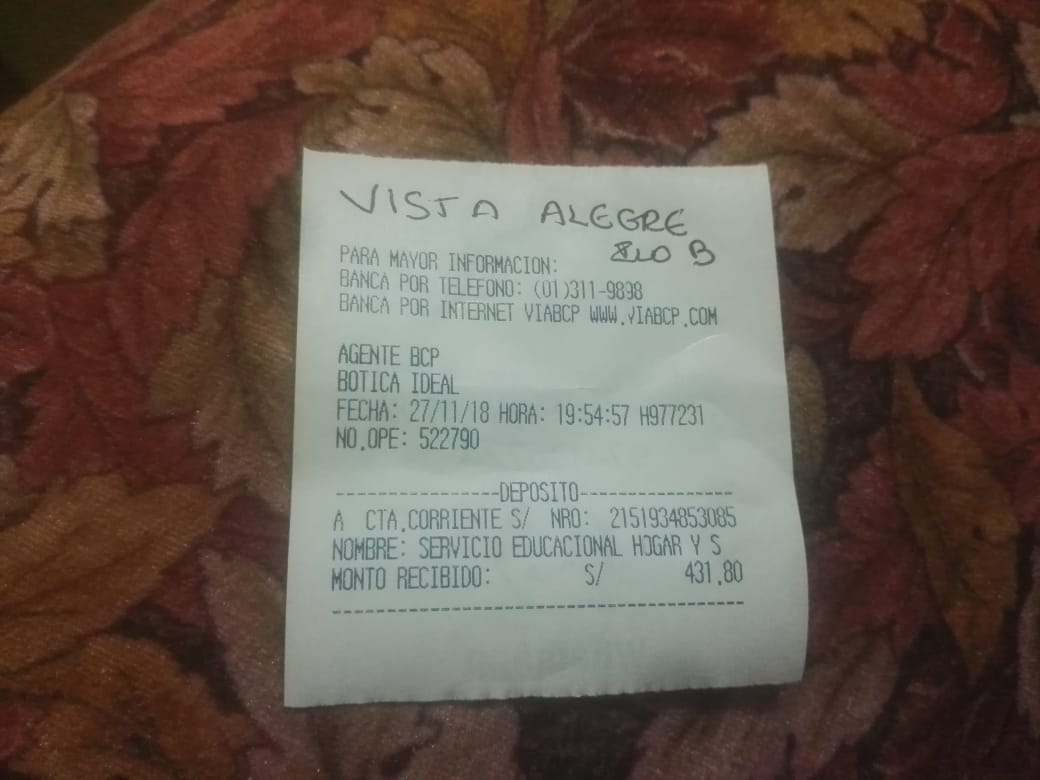 VISTA ALEGRE
B
PARA MAYOR INFORMACION:
BANCA POR TELEFONO: (01)311-9898
BANCA POR INTERNET VIABCP WWW.VIABCP.COM
AGENTE BCP
BOTICA IDEAL
FECHA: 27/11/18 HORA: 19:54:57 H977231
NO.OPE: 522790
----------------DEPOSITO---------------
A CTA.CORRIENTE S/ NRO: 2151934853085
NOMBRE: SERVICIO EDUCACIONAL HOGAR Y S
MONTO RECIBIDO: S/ 431.80